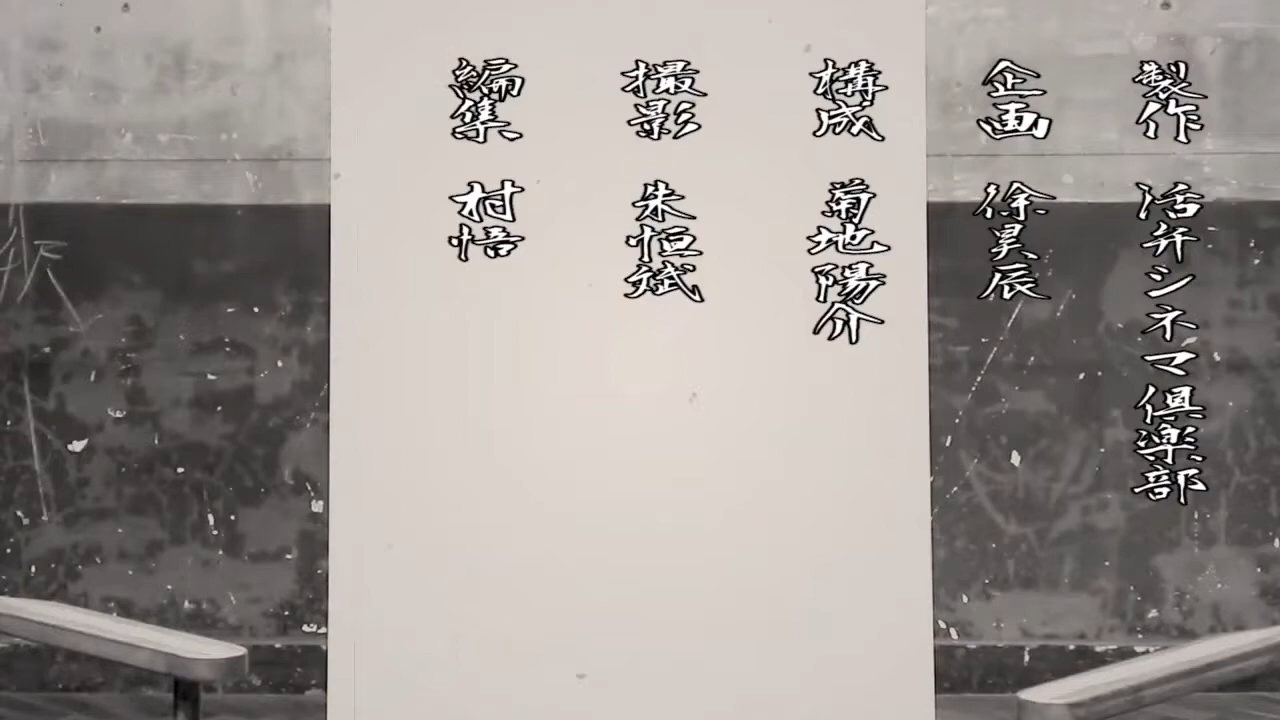 製作 活弁シネマ倶楽部
企画 徐昊辰
構成 菊地陽介
撮影 朱恒斌
編集 村悟